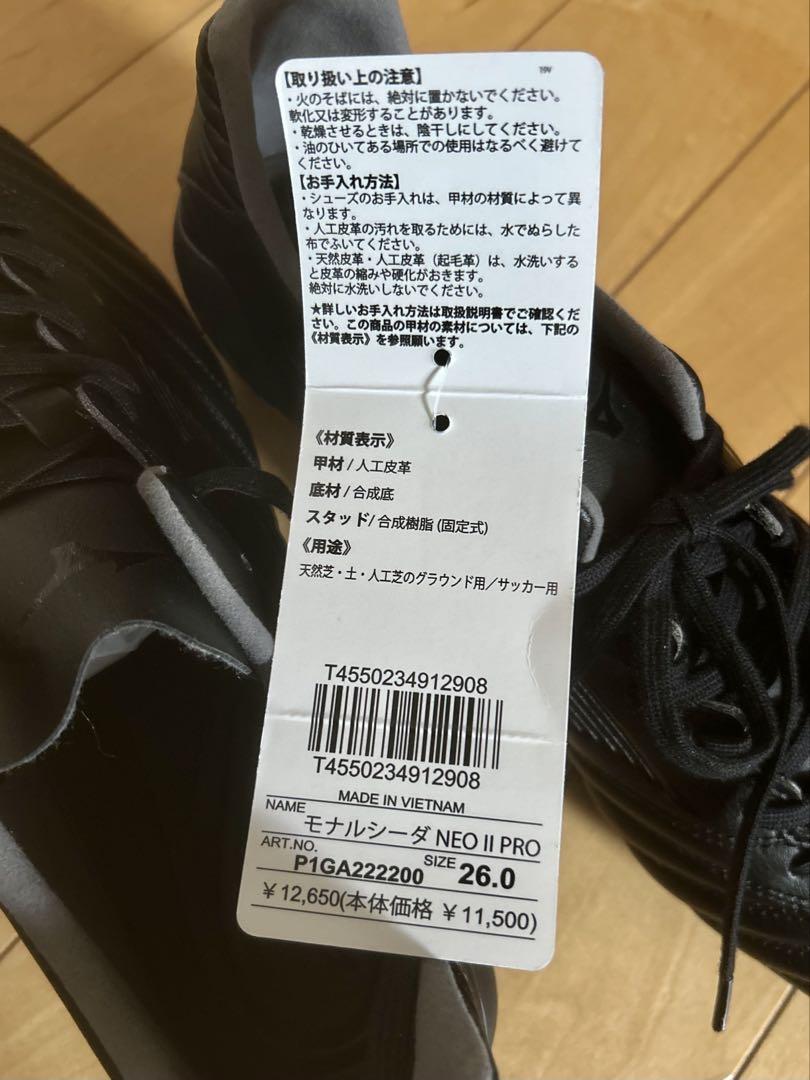 【取り扱い上の注意】
19V
・火のそばには、絶対に置かないでください。
軟化又は変形することがあります。
・乾燥させるときは、陰干しにしてください。
・油のひいてある場所での使用はなるべく避けて
ください。
【お手入れ方法】
・シューズのお手入れは、甲材の材質によって異
なります。
・人工皮革の汚れを取るためには、水でぬらした
布でふいてください。
・天然皮革・人工皮革（起毛革）は、水洗いする
と皮革の縮みや硬化がおきます。
絶対に水洗いしないでください。
★詳しいお手入れ方法は取扱説明書でご確認くだ
さい。この商品の甲材の素材については、下記の
《材質表示》を参照願います。
《材質表示》
甲材/人工皮革
底材/合成底
スタッド/合成樹脂(固定式)
《用途》
天然芝・土・人工芝のグラウンド用／サッカー用
T4550234912908
T4550234912908
MADE IN VIETNAM
NAME モナルシーダ NEO II PRO
ART.NO. P1GA222200 SIZE 26.0
￥12,650(本体価格 ￥11,500)